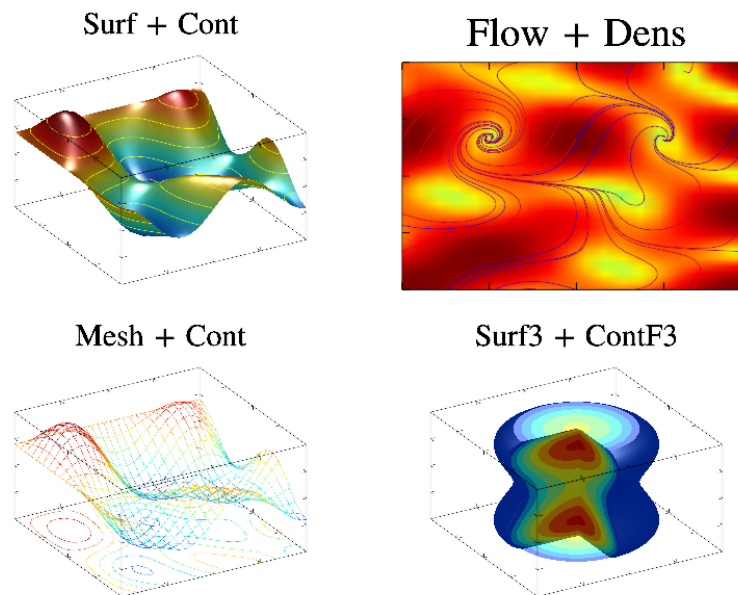 Surf + Cont
Flow + Dens
Mesh + Cont
Surf3 + ContF3